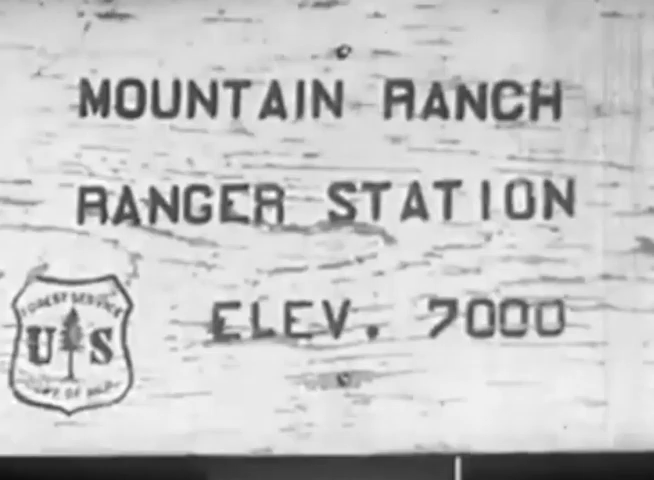 MOUNTAIN RANCH
RANGER STATION
ELEV. 7000
FOREST SERVICE
U S